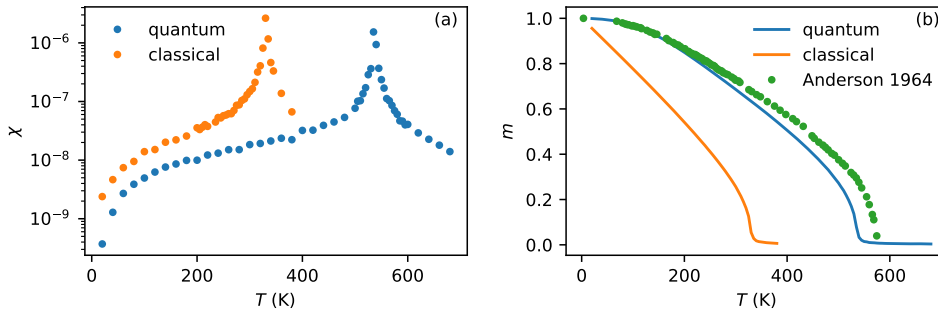 (a)
quantum
classical
10⁻⁶
10⁻⁷
10⁻⁸
10⁻⁹
χ
0 200 400 600
T (K)
(b)
quantum
classical
Anderson 1964
1.0
0.8
0.6
0.4
0.2
0.0
m
0 200 400 600
T (K)